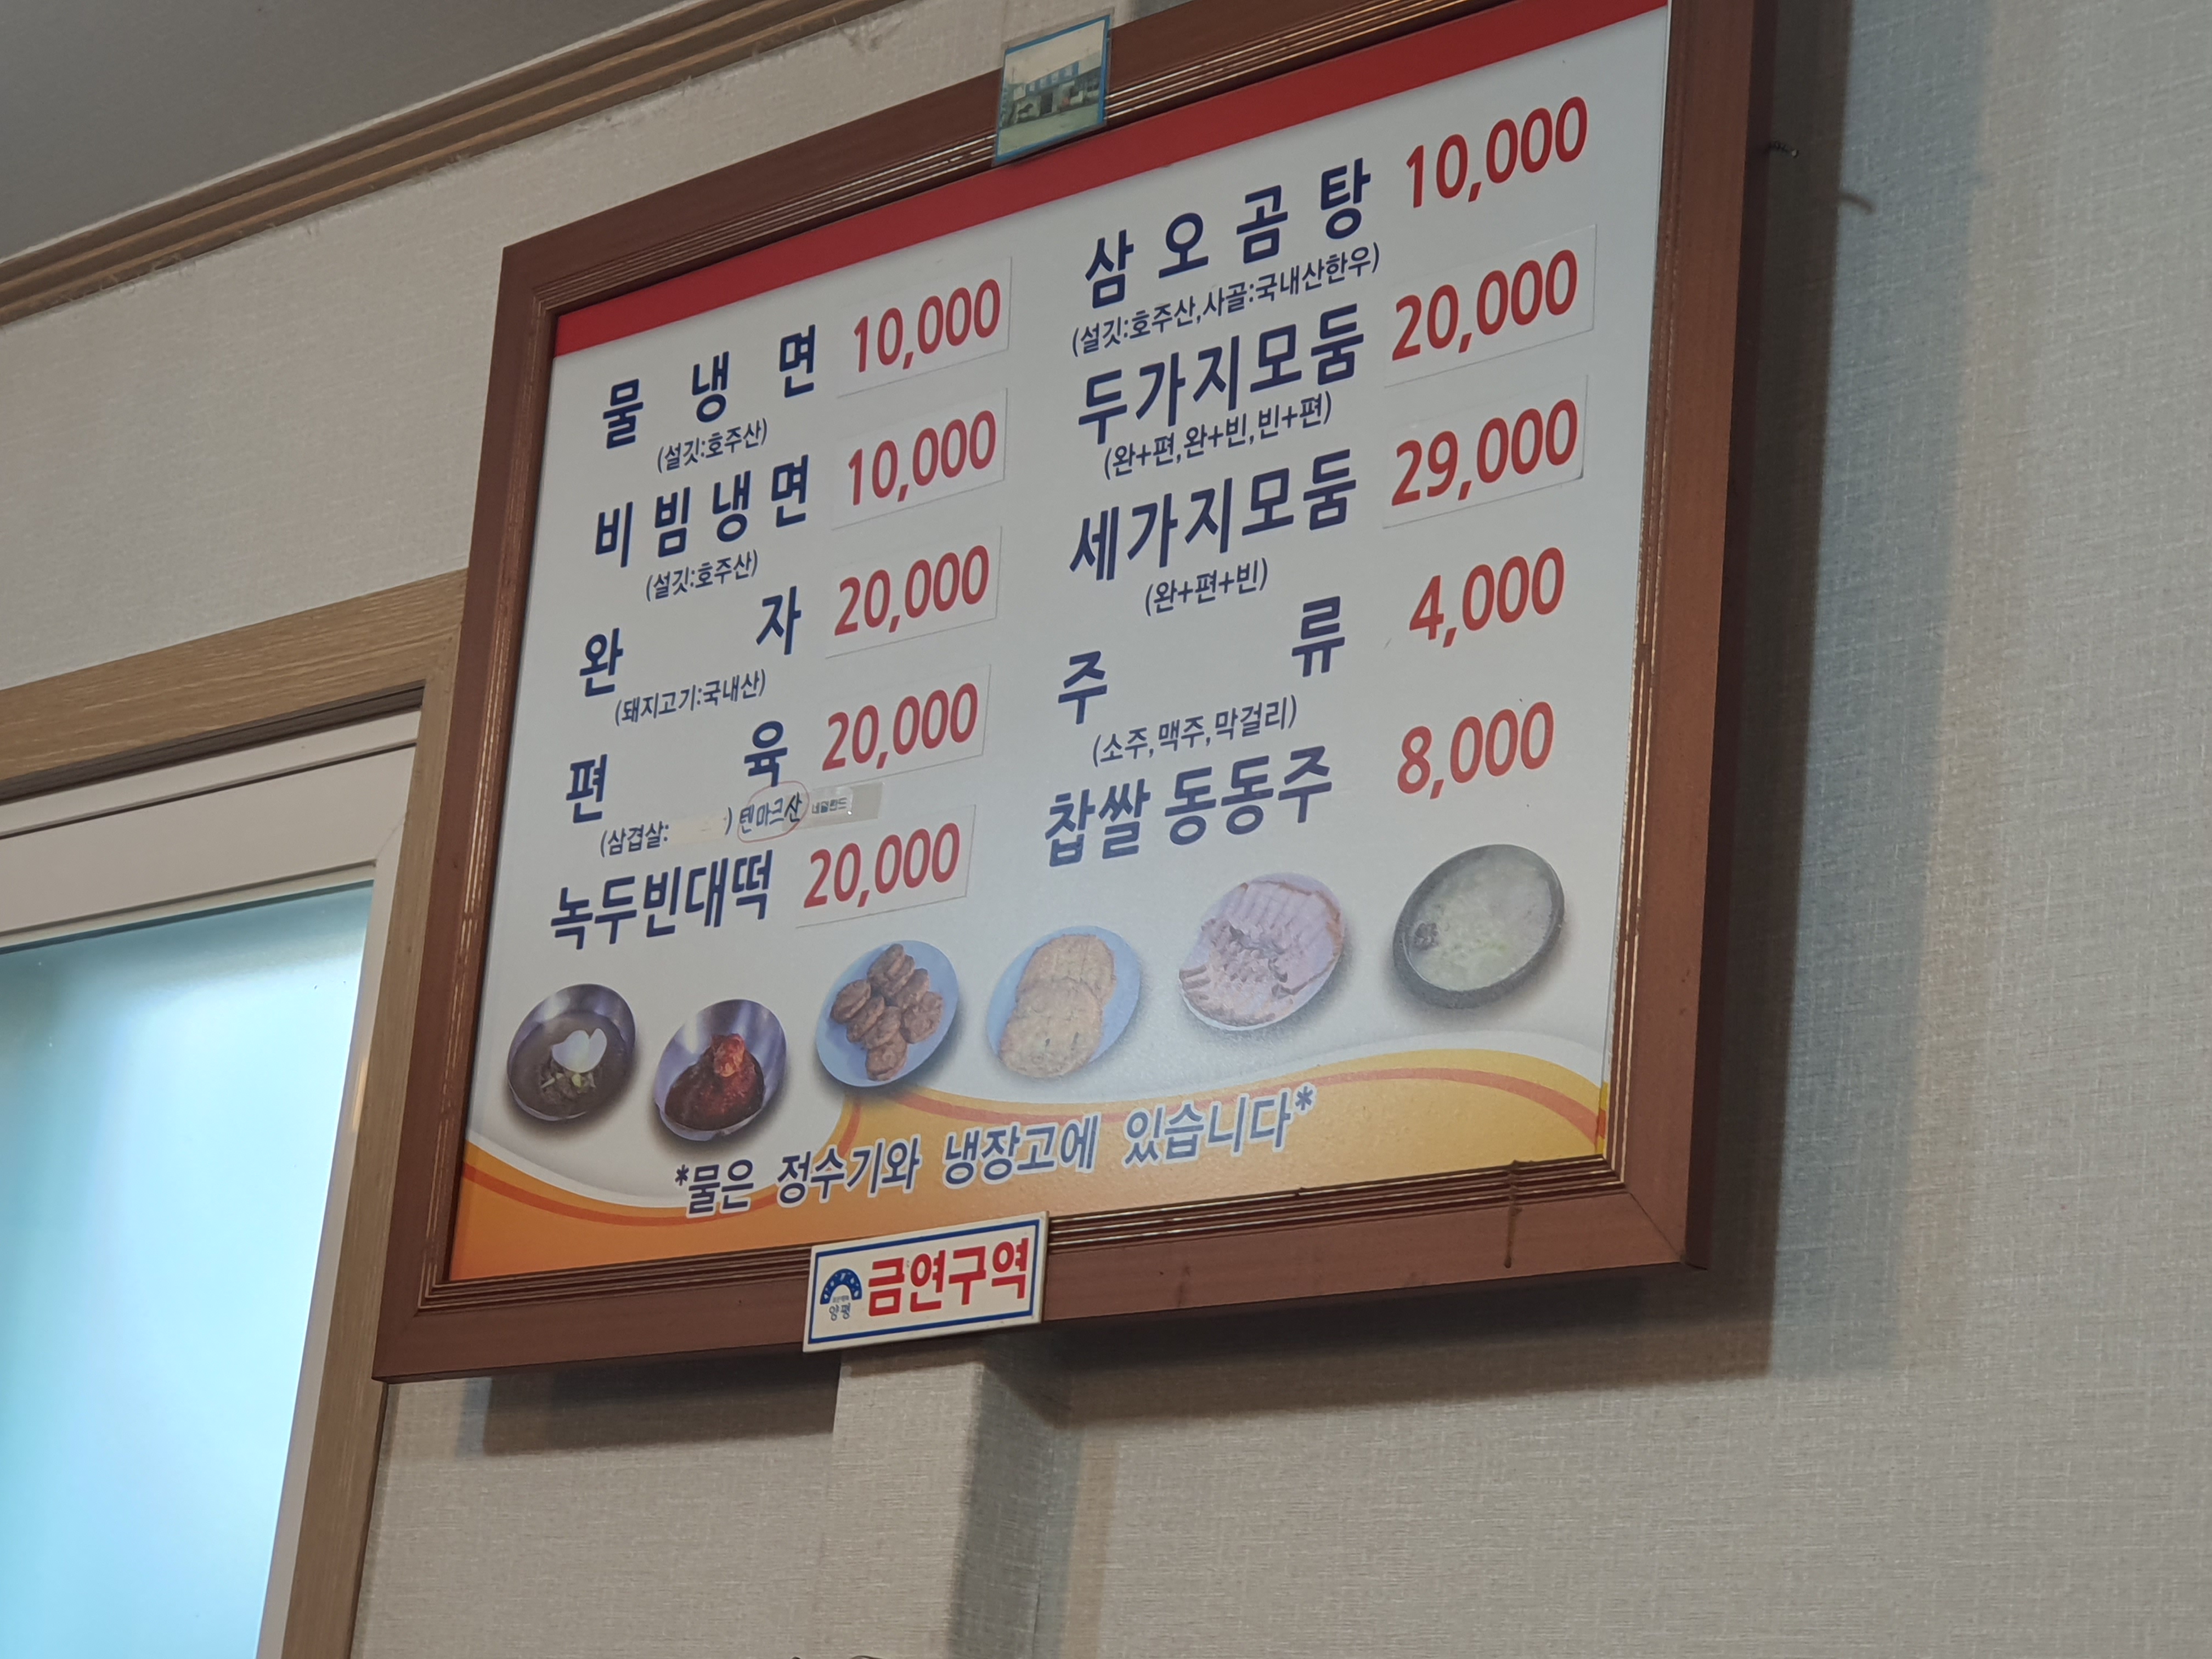 물 냉 면 10,000
(설깃:호주산)
비 빔 냉 면 10,000
(설깃:호주산)
완 자 20,000
(돼지고기:국내산)
편 육 20,000
(삼겹살: ) 덴마크산 네덜란드
녹두빈대떡 20,000
삼 오 곰 탕 10,000
(설깃:호주산,사골:국내산한우)
두가지모둠 20,000
(완+편,완+빈,빈+편)
세가지모둠 29,000
(완+편+빈)
주 류 4,000
(소주,맥주,막걸리)
찹쌀 동동주 8,000
*물은 정수기와 냉장고에 있습니다*
양평 금연구역